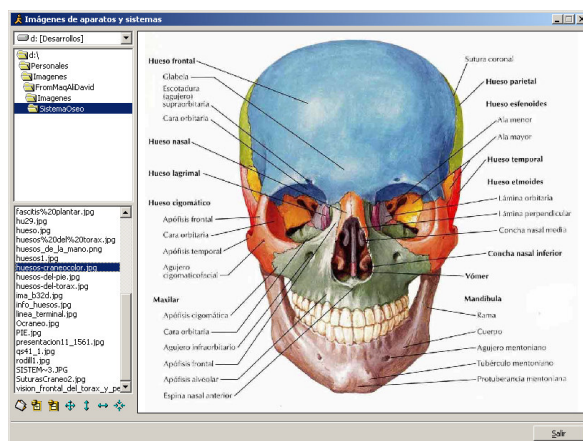 Imágenes de aparatos y sistemas
d: [Desarrollos]
d:\
Personales
Imagenes
FromMaqAliDavid
Imagenes
SistemaOseo
fascitis%20plantar.jpg
hu29.jpg
hueso.jpg
huesos%20del%20torax.jpg
huesos_de_la_mano.png
huesos1.jpg
huesos-craneocolor.jpg
huesos-del-pie.jpg
huesos-del-torax.jpg
ima_b32d.jpg
info_huesos.jpg
linea_terminal.jpg
Ocraneo.jpg
PIE.jpg
presentacion11_1561.jpg
qs41_1.jpg
rodill1.jpg
SISTEM~3.JPG
SuturasCraneo2.jpg
vision_frontal_del_torax_y_pe
Hueso frontal
Glabela
Escotadura
(agujero)
supraorbitaria
Cara orbitaria
Hueso nasal
Hueso lagrimal
Hueso cigomático
Apófisis frontal
Cara orbitaria
Apófisis temporal
Agujero
cigomaticofacial
Maxilar
Apófisis cigomática
Cara orbitaria
Agujero infraorbitario
Apófisis frontal
Apófisis alveolar
Espina nasal anterior
Sutura coronal
Hueso parietal
Hueso esfenoides
Ala menor
Ala mayor
Hueso temporal
Hueso etmoides
Lámina orbitaria
Lámina perpendicular
Concha nasal media
Concha nasal inferior
Vómer
Mandíbula
Rama
Cuerpo
Agujero mentoniano
Tubérculo mentoniano
Protuberancia mentoniana
Salir